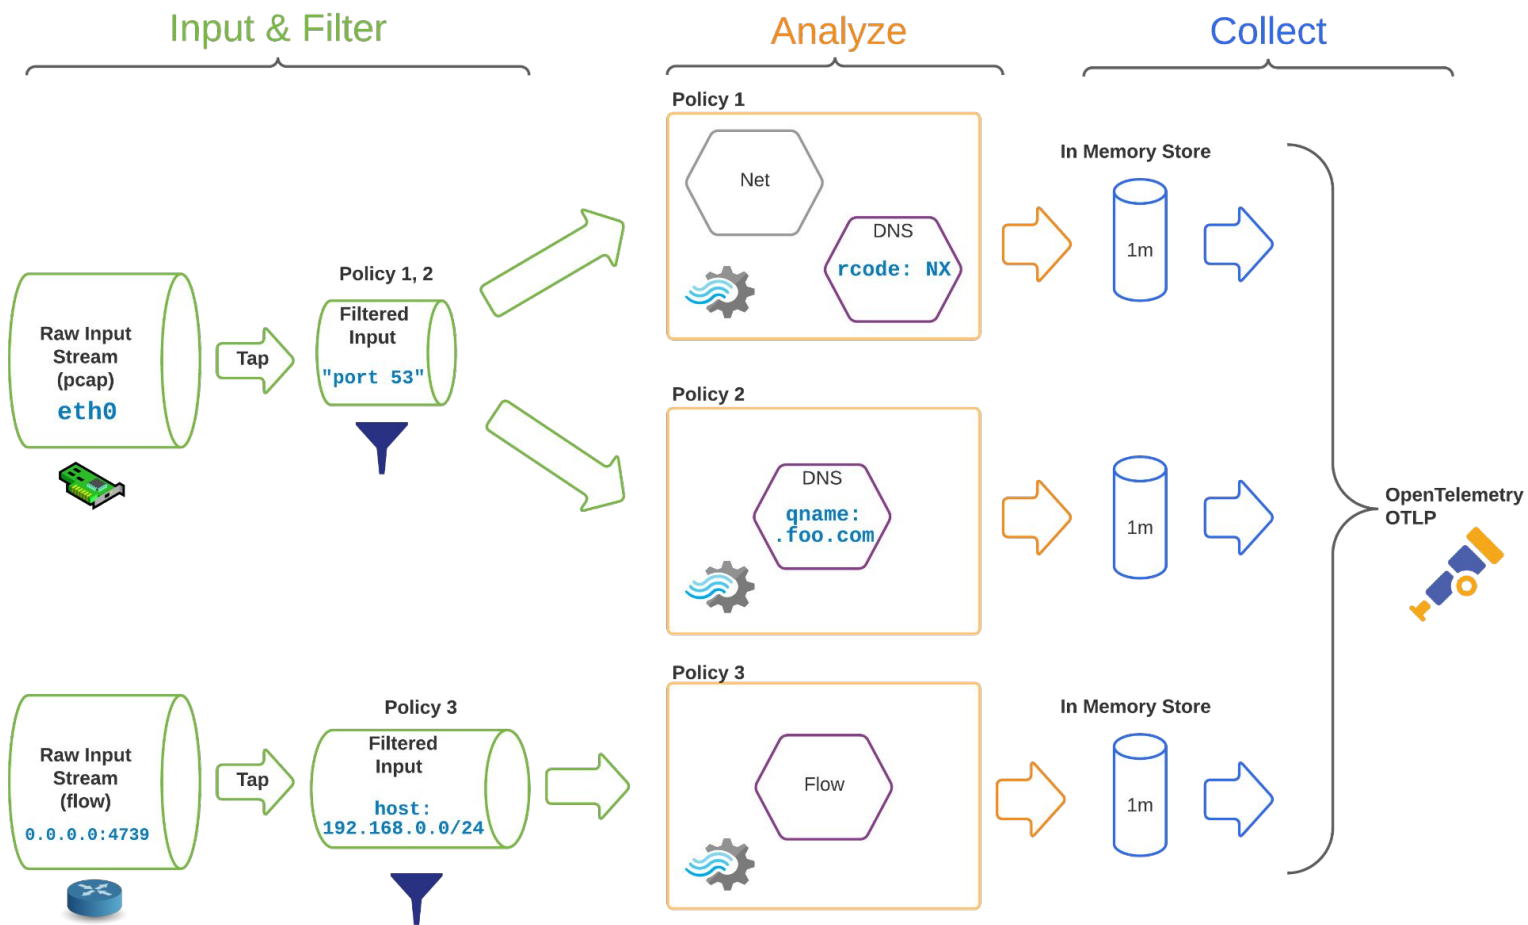 Input & Filter
Analyze
Collect
Policy 1
Net
DNS
rcode: NX
In Memory Store
1m
Policy 1, 2
Filtered
Input
"port 53"
Raw Input
Stream
(pcap)
eth0
Tap
Policy 2
DNS
qname:
.foo.com
1m
OpenTelemetry
OTLP
Policy 3
Flow
In Memory Store
1m
Policy 3
Filtered
Input
host:
192.168.0.0/24
Raw Input
Stream
(flow)
0.0.0.0:4739
Tap